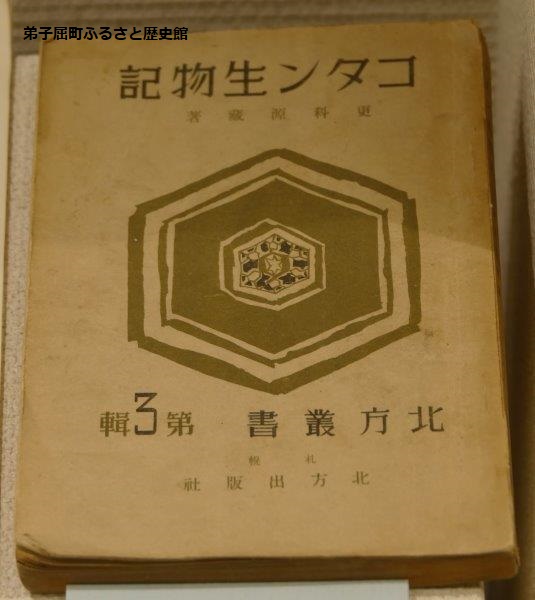 弟子屈町ふるさと歴史館
コタン生物記
更科源蔵著
北方叢書 第3輯
札幌
北方出版社